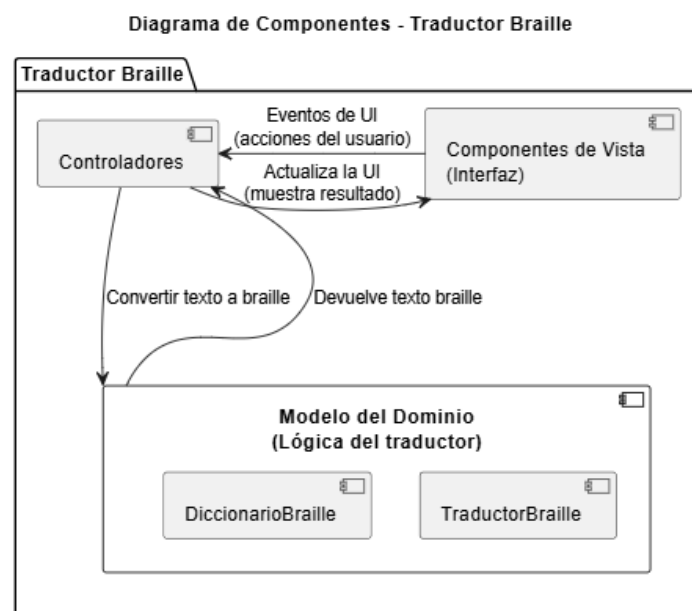 Diagrama de Componentes - Traductor Braille
Traductor Braille
Controladores
Eventos de UI
(acciones del usuario)
Actualiza la UI
(muestra resultado)
Componentes de Vista
(Interfaz)
Convertir texto a braille
Devuelve texto braille
Modelo del Dominio
(Lógica del traductor)
DiccionarioBraille
TraductorBraille